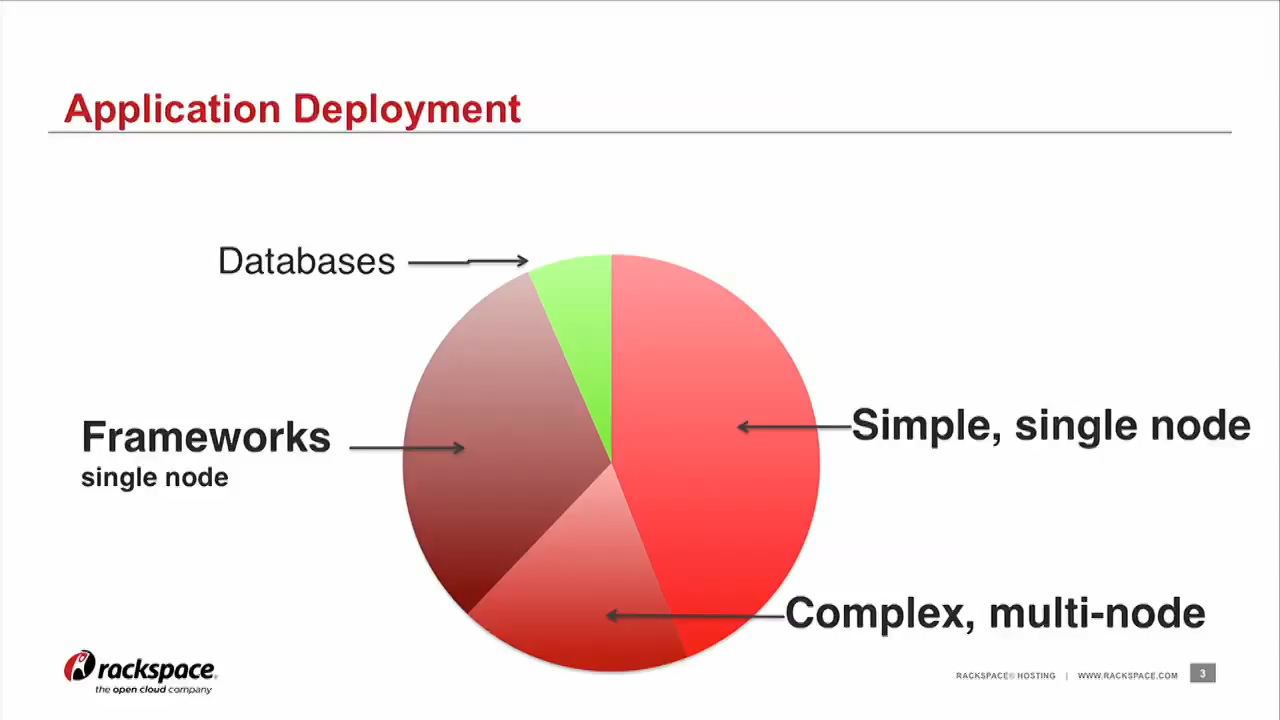 Application Deployment
Databases
Frameworks
single node
Simple, single node
Complex, multi-node
rackspace®
the open cloud company
RACKSPACE® HOSTING | WWW.RACKSPACE.COM
3